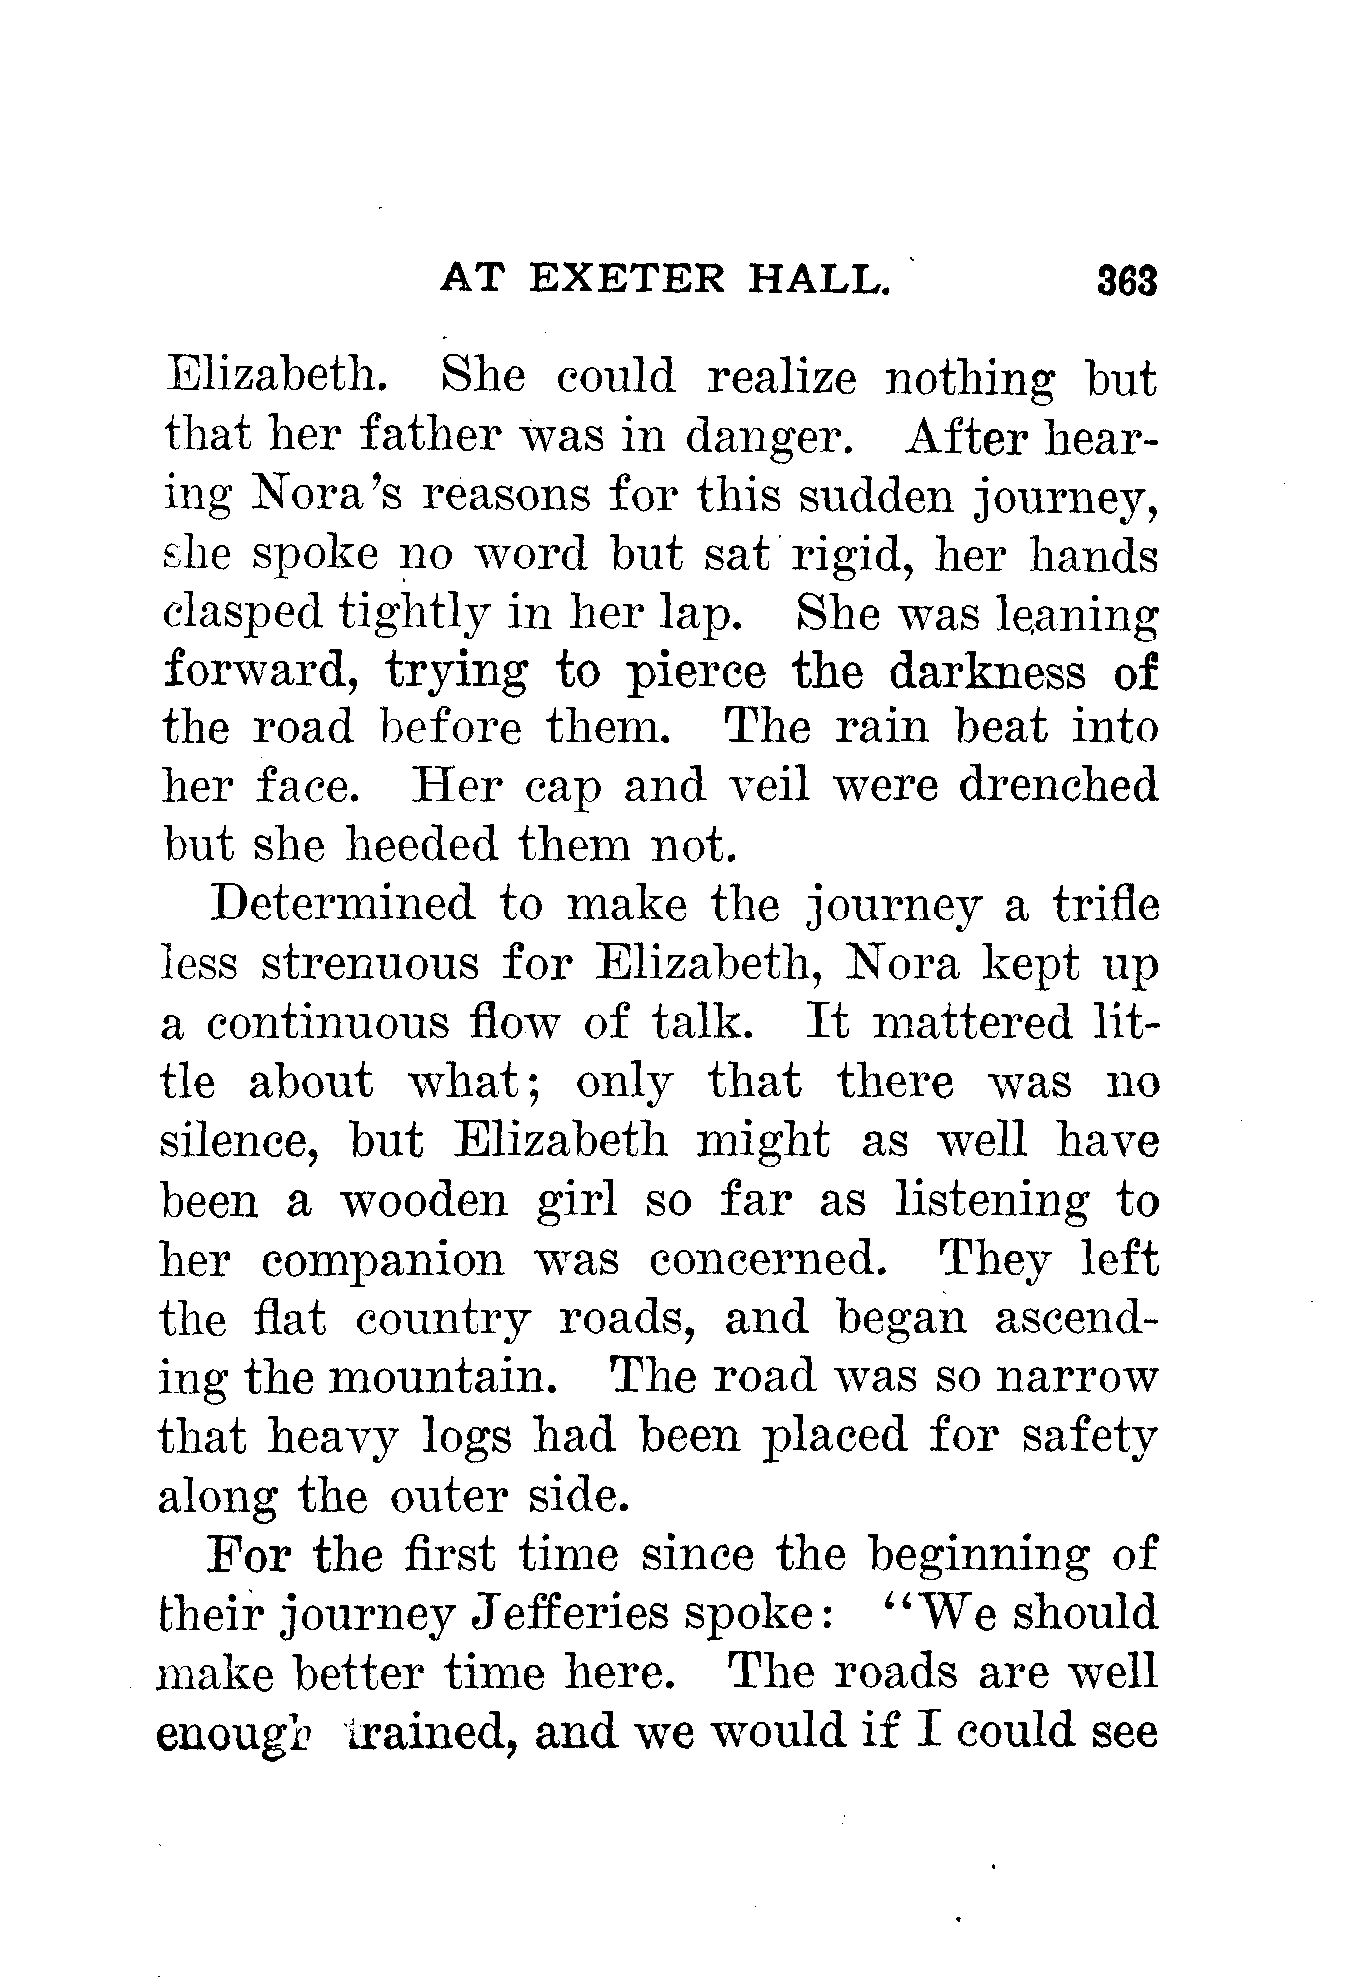 AT EXETER HALL. 363
Elizabeth. She could realize nothing but
that her father was in danger. After hear-
ing Nora's reasons for this sudden journey,
she spoke no word but sat rigid, her hands
clasped tightly in her lap. She was leaning
forward, trying to pierce the darkness of
the road before them. The rain beat into
her face. Her cap and veil were drenched
but she heeded them not.
Determined to make the journey a trifle
less strenuous for Elizabeth, Nora kept up
a continuous flow of talk. It mattered lit-
tle about what; only that there was no
silence, but Elizabeth might as well have
been a wooden girl so far as listening to
her companion was concerned. They left
the flat country roads, and began ascend-
ing the mountain. The road was so narrow
that heavy logs had been placed for safety
along the outer side.
For the first time since the beginning of
their journey Jefferies spoke: "We should
make better time here. The roads are well
enough and we would if I could see